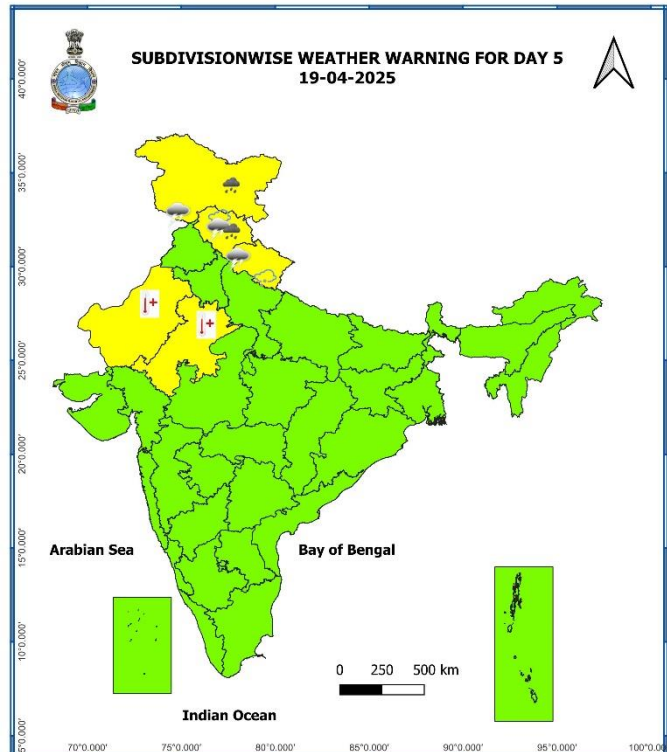 SUBDIVISIONWISE WEATHER WARNING FOR DAY 5
19-04-2025
40°0.000'
35°0.000'
30°0.000'
25°0.000'
20°0.000'
15°0.000'
10°0.000'
5°0.000'
Arabian Sea
Bay of Bengal
0 250 500 km
Indian Ocean
70°0.000' 75°0.000' 80°0.000' 85°0.000' 90°0.000' 95°0.000' 100°0.000'